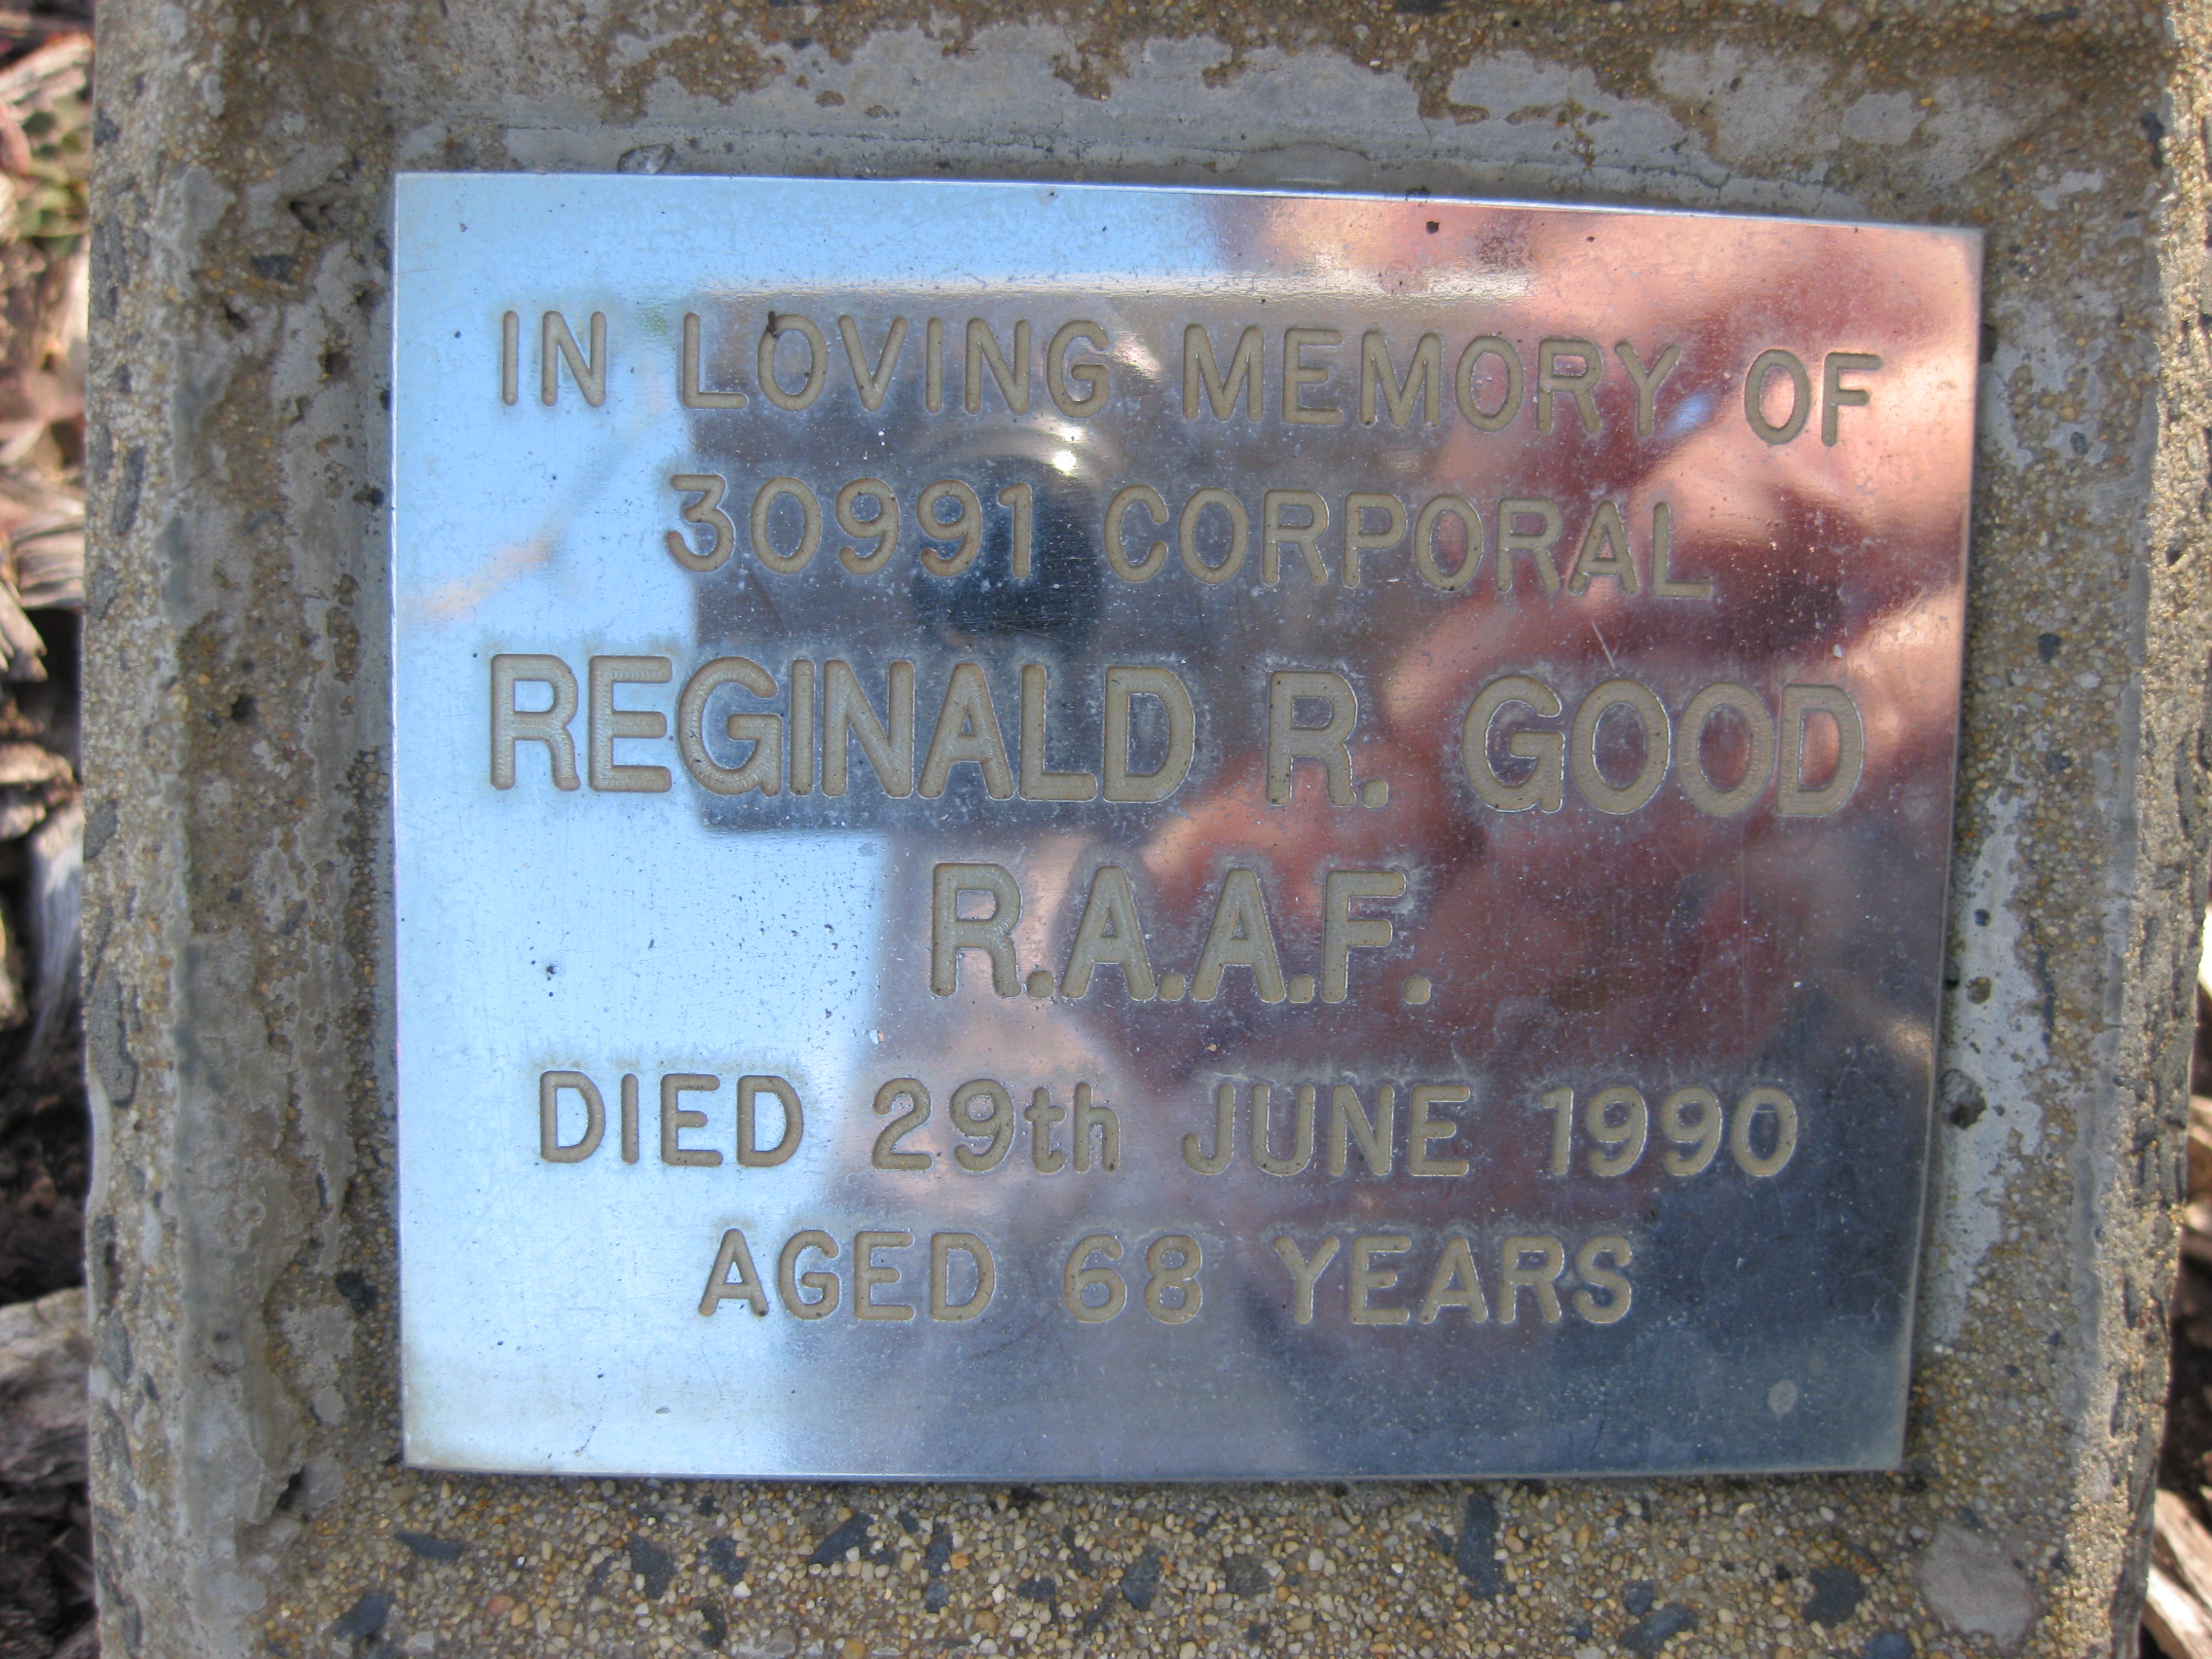 IN LOVING MEMORY OF
30991 CORPORAL
REGINALD R. GOOD
R.A.A.F.
DIED 29th JUNE 1990
AGED 68 YEARS